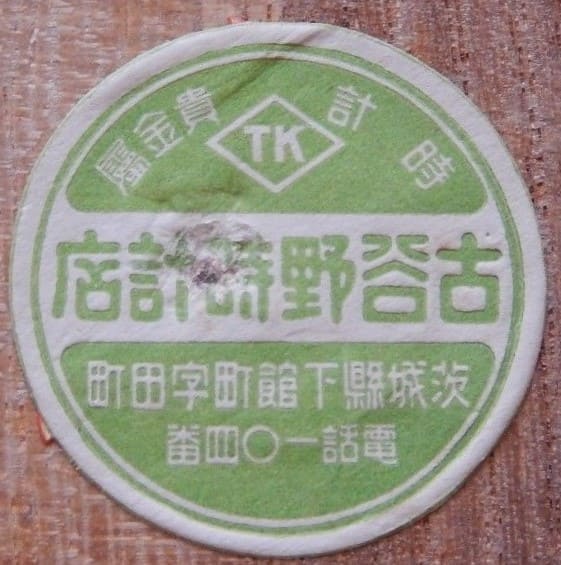 時計 貴金屬
TK
古谷野時計店
茨城縣下館町字田町
電話一〇四番